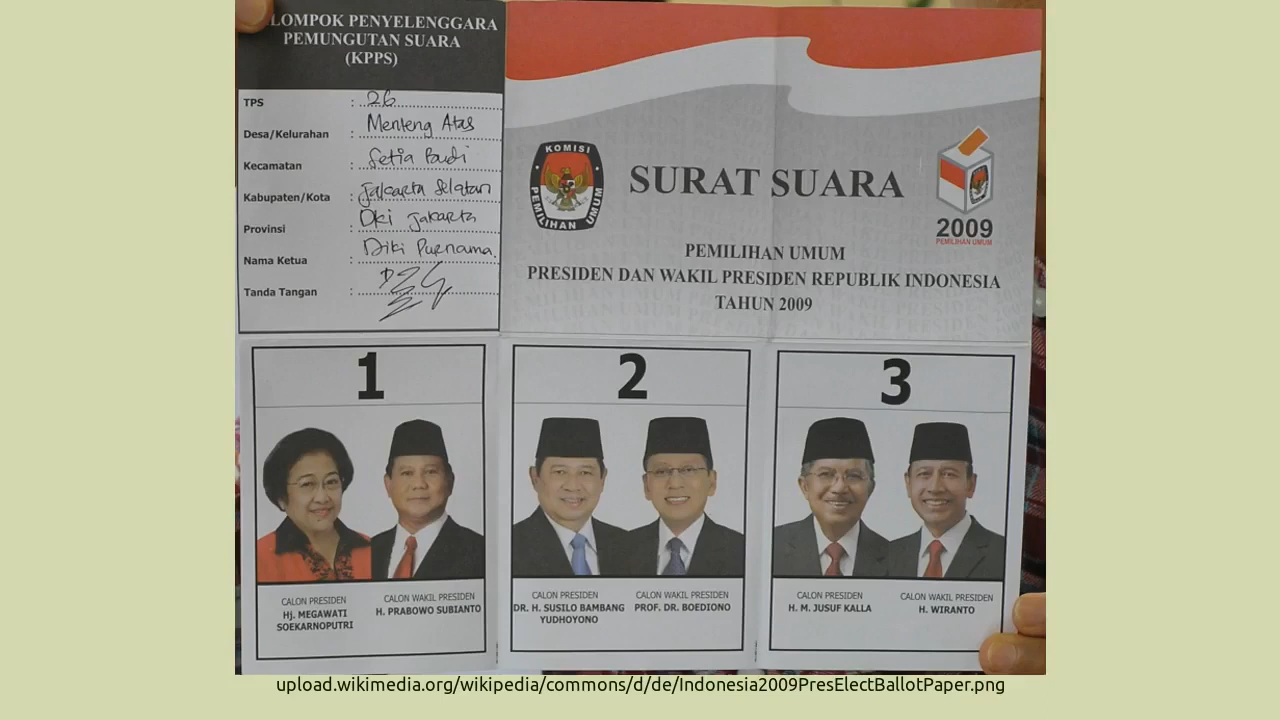 LOMPOK PENYELENGGARA
PEMUNGUTAN SUARA
(KPPS)
TPS : 26
Desa/Kelurahan : Menteng Atas
Kecamatan : Setia Budi
Kabupaten/Kota : Jakarta Selatan
Provinsi : Dki Jakarta
Nama Ketua : Diki Purnama.
Tanda Tangan :
KOMISI
PEMILIHAN UMUM
SURAT SUARA
2009
PEMILIHAN UMUM
PEMILIHAN UMUM
PRESIDEN DAN WAKIL PRESIDEN REPUBLIK INDONESIA
TAHUN 2009
1
CALON PRESIDEN
Hj. MEGAWATI
SOEKARNOPUTRI
CALON WAKIL PRESIDEN
H. PRABOWO SUBIANTO
2
CALON PRESIDEN
DR. H. SUSILO BAMBANG
YUDHOYONO
CALON WAKIL PRESIDEN
PROF. DR. BOEDIONO
3
CALON PRESIDEN
H. M. JUSUF KALLA
CALON WAKIL PRESIDEN
H. WIRANTO
upload.wikimedia.org/wikipedia/commons/d/de/Indonesia2009PresElectBallotPaper.png